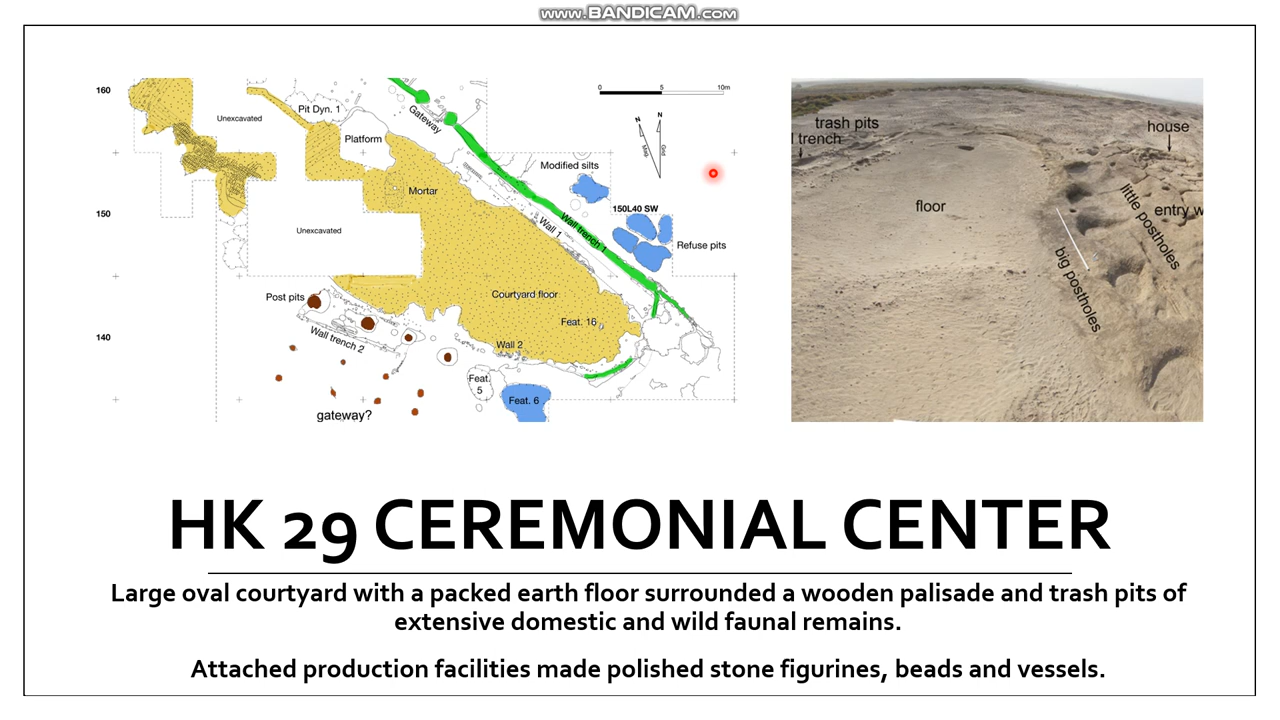 www.BANDICAM.com
160
150
140
Unexcavated
Pit Dyn. 1
Platform
Gateway
0 5 10m
N N
Map Grid
Modified silts
150L40 SW
Refuse pits
Mortar
Wall 1
Wall trench 1
Unexcavated
Post pits
Courtyard floor
Feat. 16
Wall trench 2
Wall 2
Feat.
5
Feat. 6
gateway?
trash pits
l trench
house
floor
little postholes
entry w
big postholes
HK 29 CEREMONIAL CENTER
Large oval courtyard with a packed earth floor surrounded a wooden palisade and trash pits of
extensive domestic and wild faunal remains.
Attached production facilities made polished stone figurines, beads and vessels.